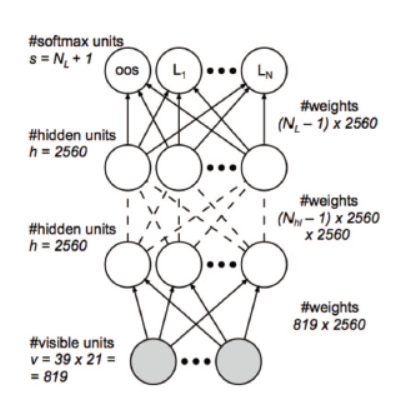 #softmax units
s = N_L + 1
oos L_1 L_N
#weights
(N_L – 1) x 2560
#hidden units
h = 2560
#weights
(N_hl – 1) x 2560
x 2560
#hidden units
h = 2560
#weights
819 x 2560
#visible units
v = 39 x 21 =
= 819